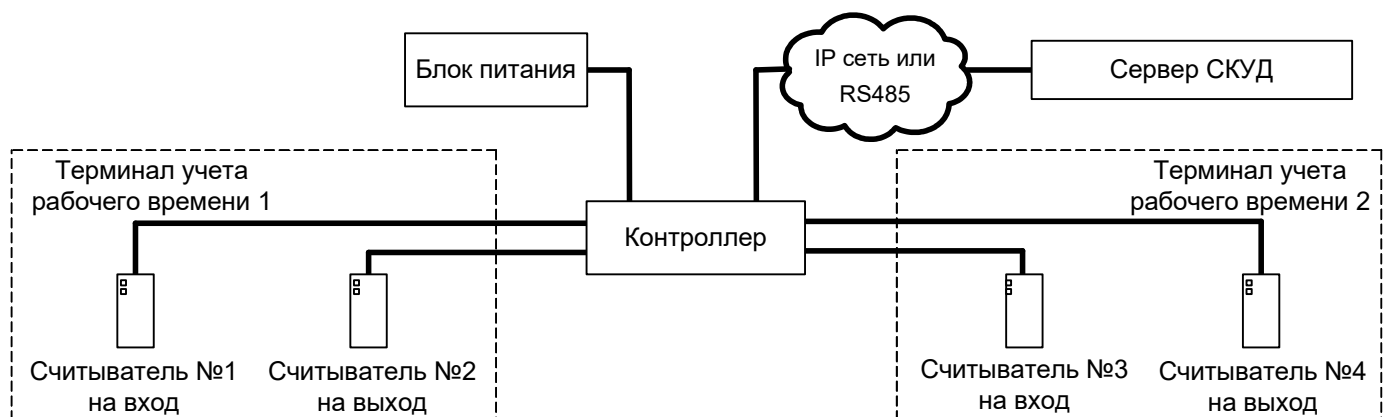 Блок питания
IP сеть или
RS485
Сервер СКУД
Терминал учета
рабочего времени 1
Терминал учета
рабочего времени 2
Контроллер
Считыватель №1
на вход
Считыватель №2
на выход
Считыватель №3
на вход
Считыватель №4
на выход